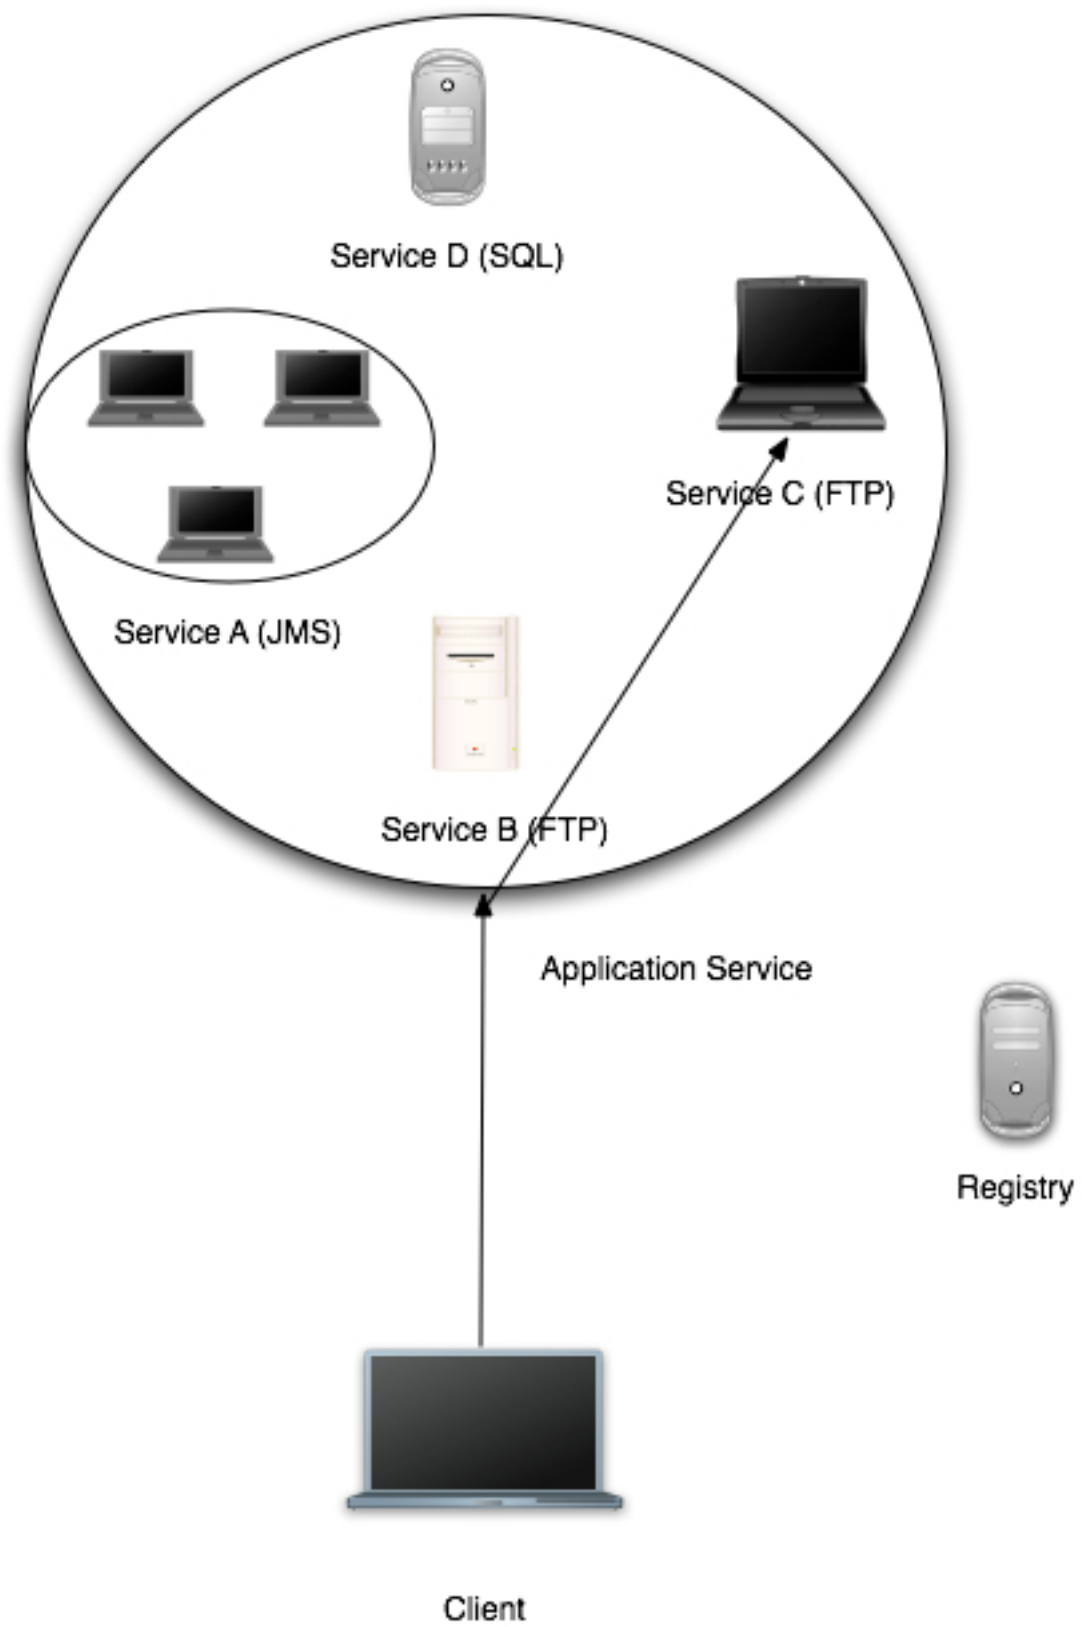 Service D (SQL)
Service C (FTP)
Service A (JMS)
Service B (FTP)
Application Service
Registry
Client